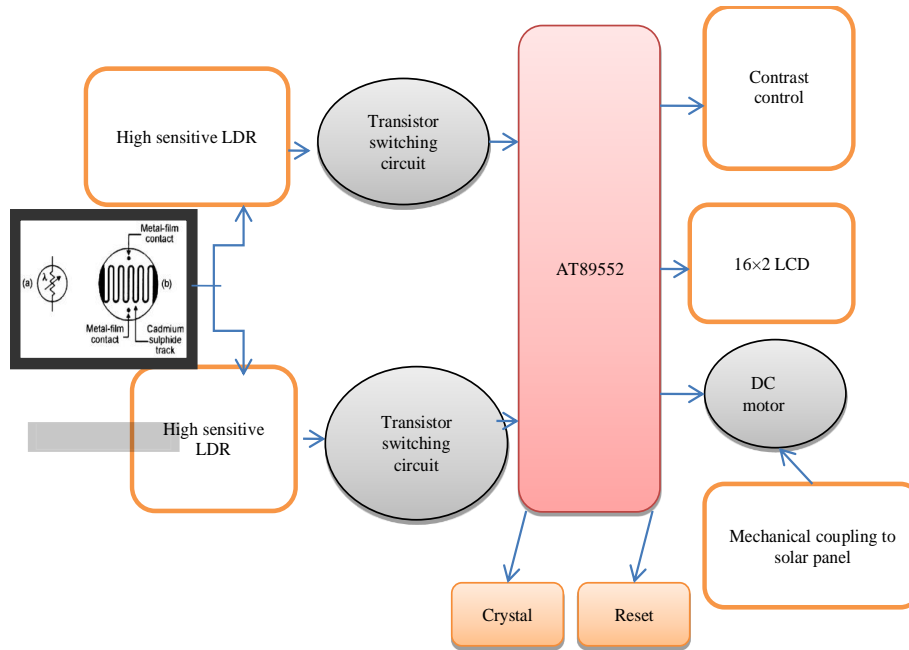 High sensitive LDR
Transistor
switching
circuit
AT89552
Contrast
control
16×2 LCD
DC
motor
Mechanical coupling to
solar panel
Metal-film
contact
(a)
λ
(b)
Metal-film
contact
Cadmium
sulphide
track
High sensitive
LDR
Transistor
switching
circuit
Crystal
Reset